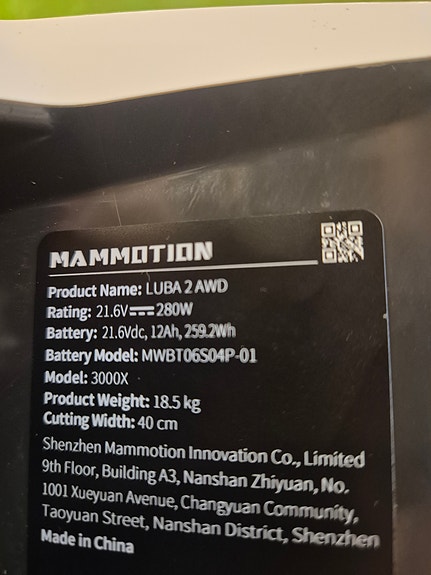 MAMMOTION
Product Name: LUBA 2 AWD
Rating: 21.6V⎓280W
Battery: 21.6Vdc, 12Ah, 259.2Wh
Battery Model: MWBT06S04P-01
Model: 3000X
Product Weight: 18.5 kg
Cutting Width: 40 cm
Shenzhen Mammotion Innovation Co., Limited
9th Floor, Building A3, Nanshan Zhiyuan, No.
1001 Xueyuan Avenue, Changyuan Community,
Taoyuan Street, Nanshan District, Shenzhen
Made in China